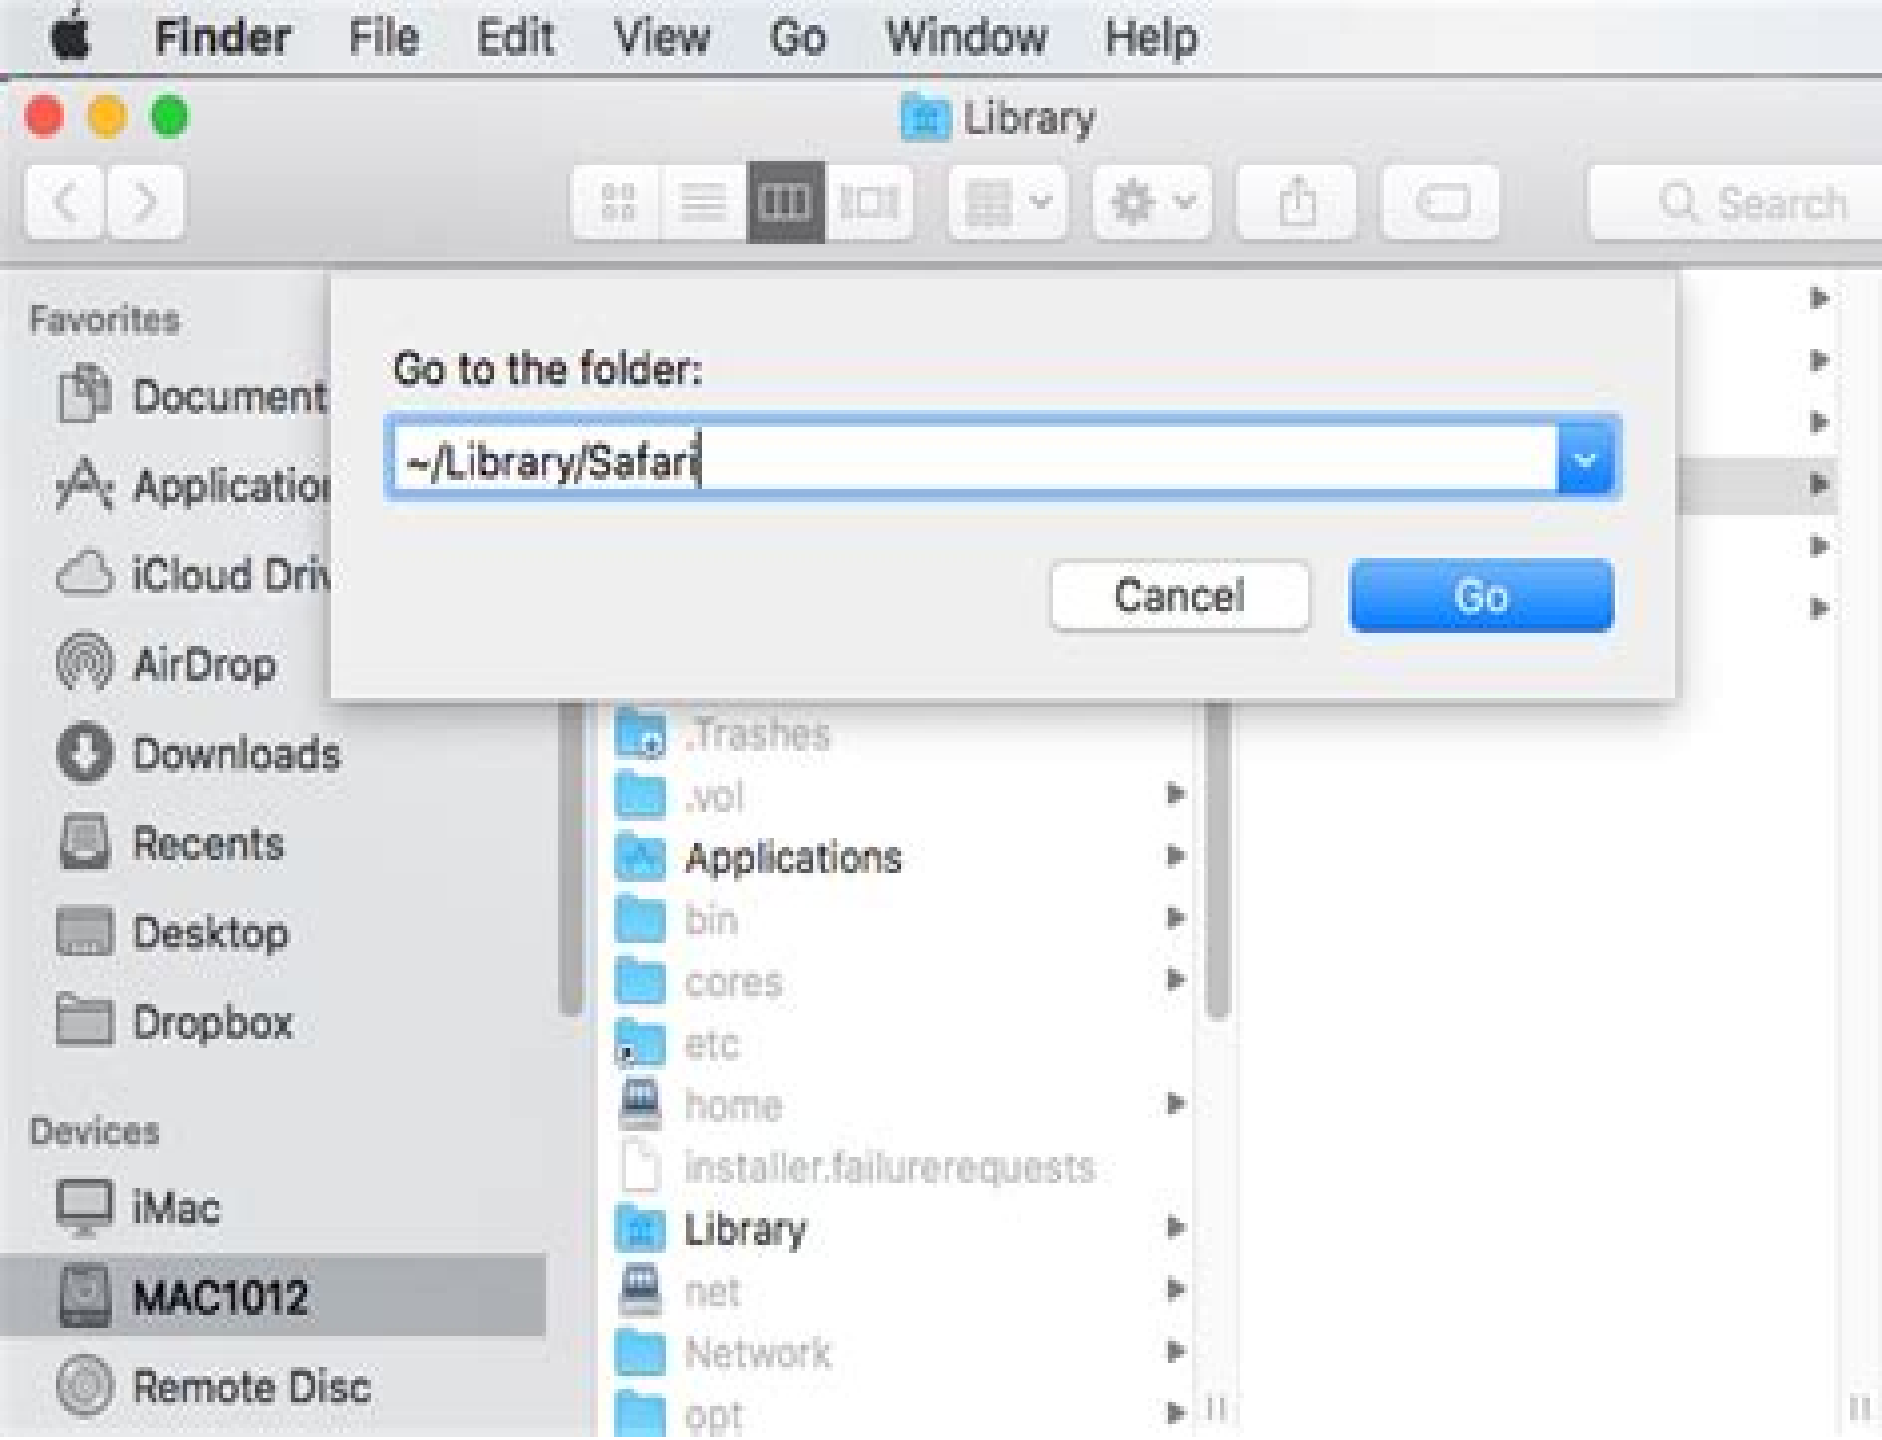 Finder File Edit View Go Window Help
Library
Search
Favorites
Go to the folder:
Document
~/Library/Safari
Application
iCloud Driv
Cancel Go
AirDrop
.Trashes
Downloads
.vol
Recents
Applications
bin
Desktop
cores
Dropbox
etc
home
Devices
installer.failurerequests
iMac
Library
MAC1012
net
Network
Remote Disc
opt